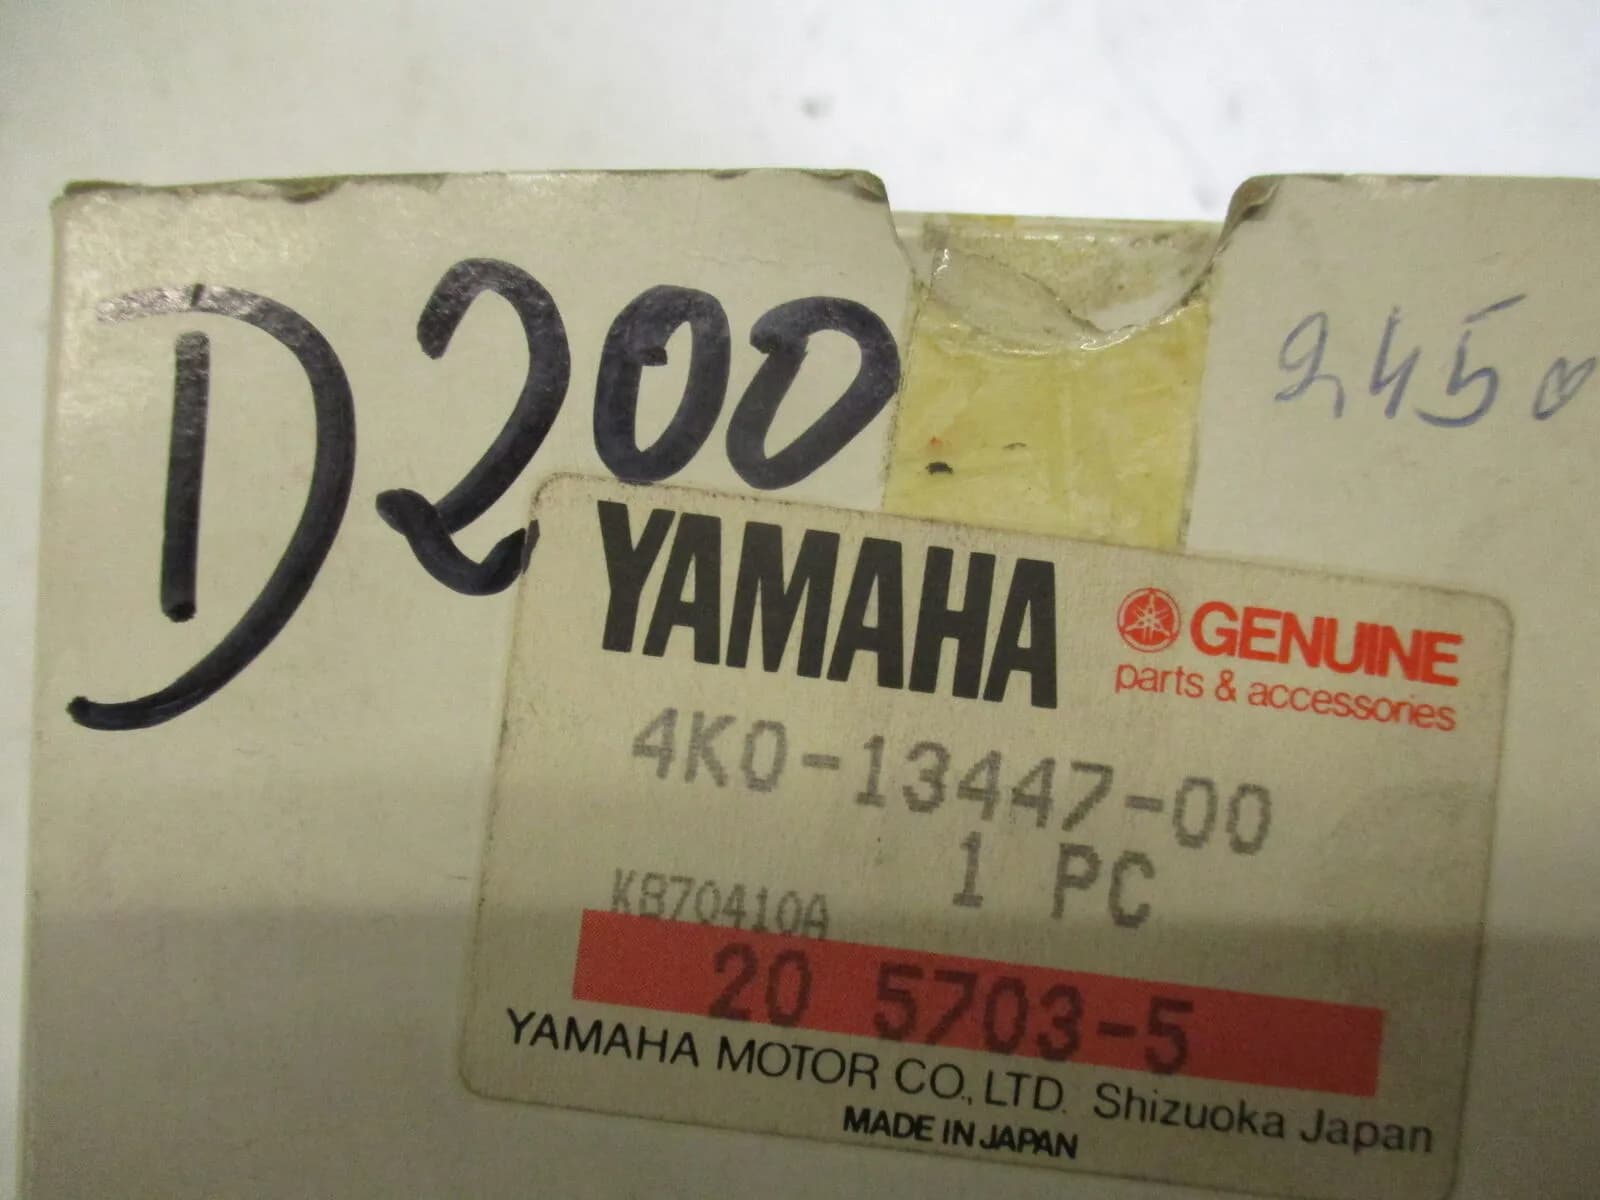 D200
2450
YAMAHA
GENUINE
parts & accessories
4K0-13447-00
1 PC
K870410A
20 5703-5
YAMAHA MOTOR CO., LTD. Shizuoka Japan
MADE IN JAPAN